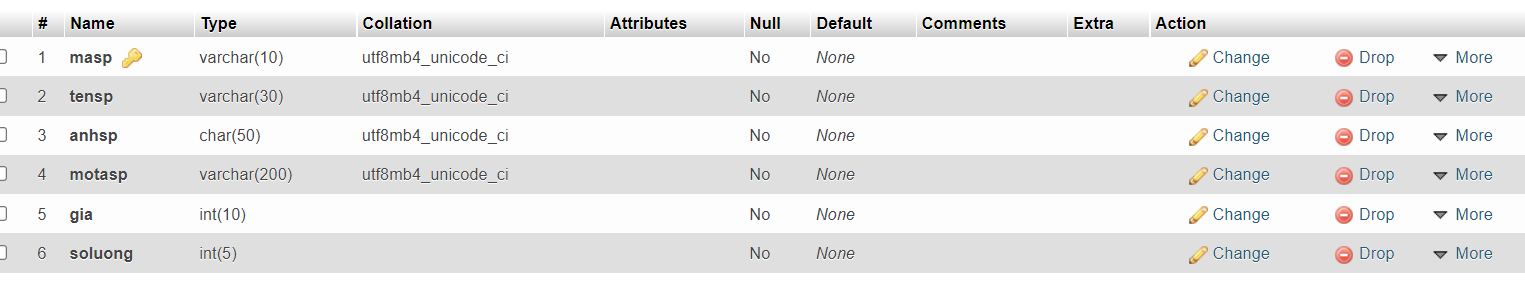 # Name Type Collation Attributes Null Default Comments Extra Action
1 masp varchar(10) utf8mb4_unicode_ci No None Change Drop More
2 tensp varchar(30) utf8mb4_unicode_ci No None Change Drop More
3 anhsp char(50) utf8mb4_unicode_ci No None Change Drop More
4 motasp varchar(200) utf8mb4_unicode_ci No None Change Drop More
5 gia int(10) No None Change Drop More
6 soluong int(5) No None Change Drop More